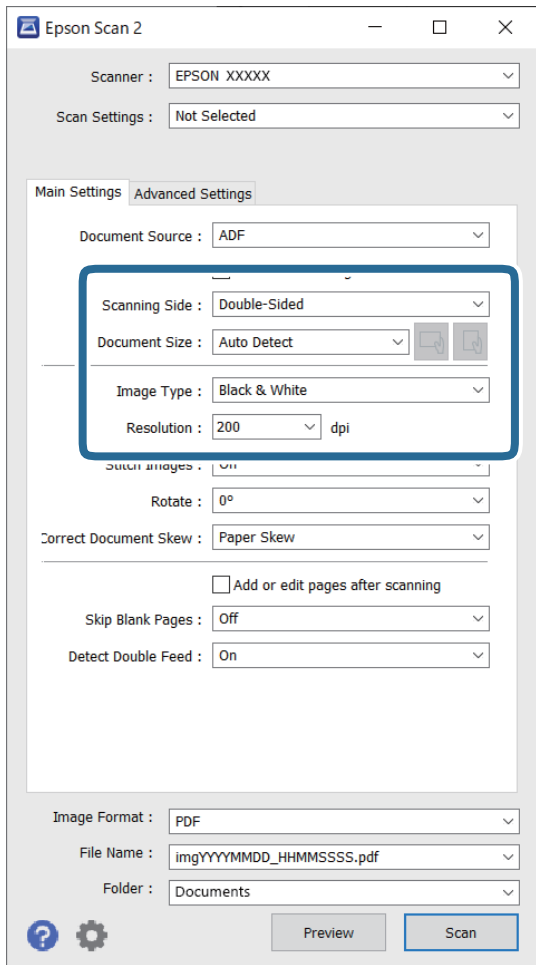 Epson Scan 2
Scanner : EPSON XXXXX
Scan Settings : Not Selected
Main Settings Advanced Settings
Document Source : ADF
Scanning Side : Double-Sided
Document Size : Auto Detect
Image Type : Black & White
Resolution : 200 dpi
Stitch Images : Off
Rotate : 0°
Correct Document Skew : Paper Skew
Add or edit pages after scanning
Skip Blank Pages : Off
Detect Double Feed : On
Image Format : PDF
File Name : imgYYYYMMDD_HHMMSSSS.pdf
Folder : Documents
? Preview Scan